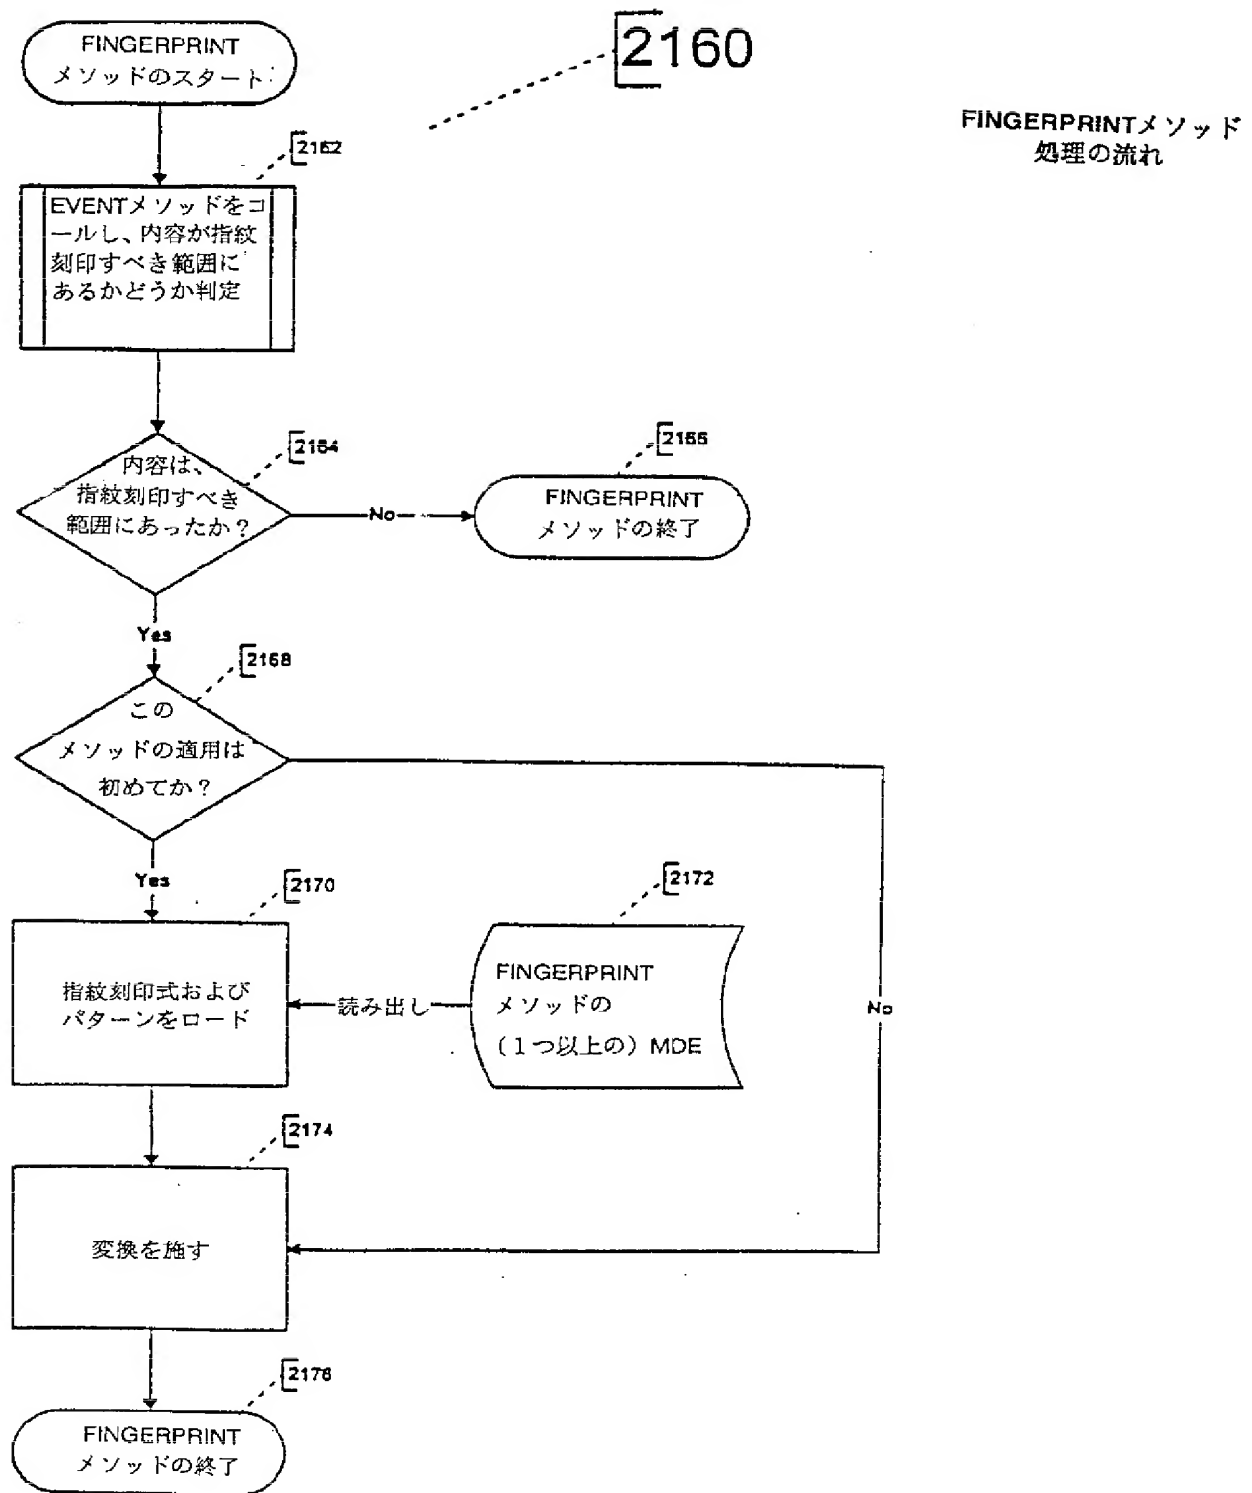 FINGERPRINT
メソッドのスタート
2160
FINGERPRINTメソッド
処理の流れ
2162
EVENTメソッドをコ
ールし、内容が指紋
刻印すべき範囲に
あるかどうか判定
2164
内容は、
指紋刻印すべき
範囲にあったか？
No
2166
FINGERPRINT
メソッドの終了
Yes
2168
この
メソッドの適用は
初めてか？
Yes
No
2170
指紋刻印式および
パターンをロード
読み出し
2172
FINGERPRINT
メソッドの
（１つ以上の）MDE
2174
変換を施す
2176
FINGERPRINT
メソッドの終了